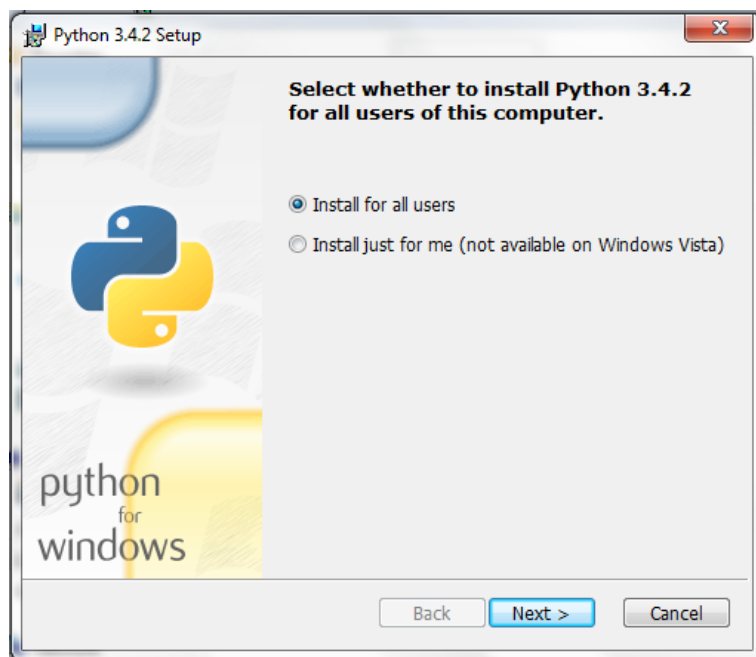 Python 3.4.2 Setup
Select whether to install Python 3.4.2
for all users of this computer.
Install for all users
Install just for me (not available on Windows Vista)
python
for
windows
Back
Next >
Cancel